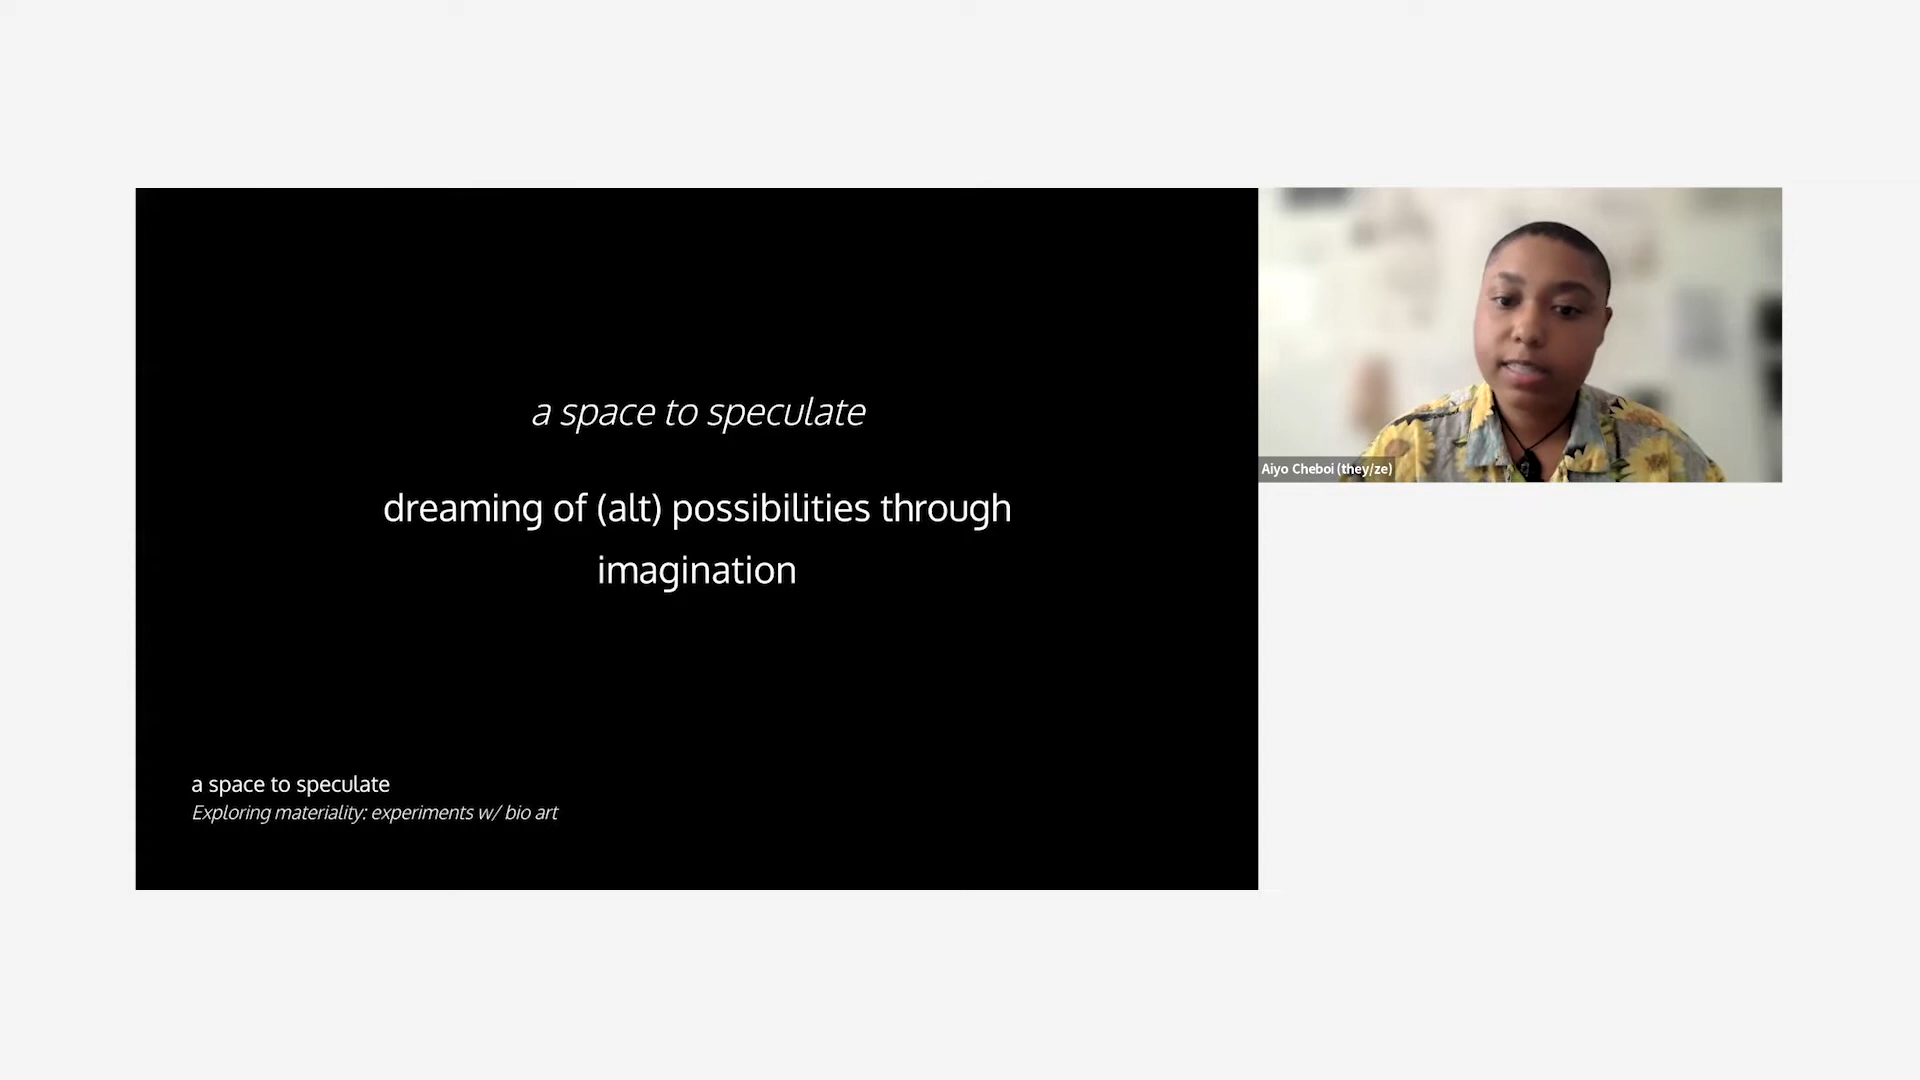 a space to speculate
dreaming of (alt) possibilities through
imagination
a space to speculate
Exploring materiality: experiments w/ bio art
Aiyo Cheboi (they/ze)